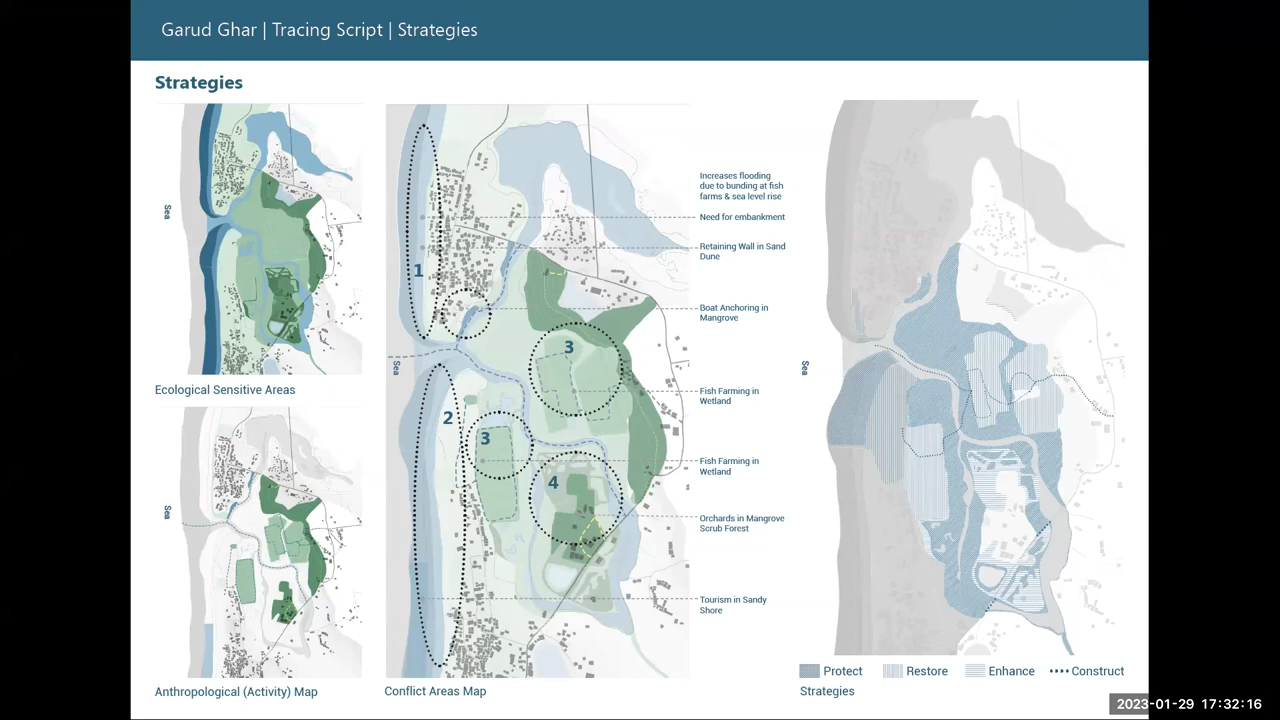 Garud Ghar | Tracing Script | Strategies
Strategies
Sea
Ecological Sensitive Areas
Sea
Anthropological (Activity) Map
1
2
3
3
4
Sea
Increases flooding
due to bunding at fish
farms & sea level rise
Need for embankment
Retaining Wall in Sand
Dune
Boat Anchoring in
Mangrove
Fish Farming in
Wetland
Fish Farming in
Wetland
Orchards in Mangrove
Scrub Forest
Tourism in Sandy
Shore
Conflict Areas Map
Sea
Protect
Restore
Enhance
Construct
Strategies
2023-01-29 17:32:16